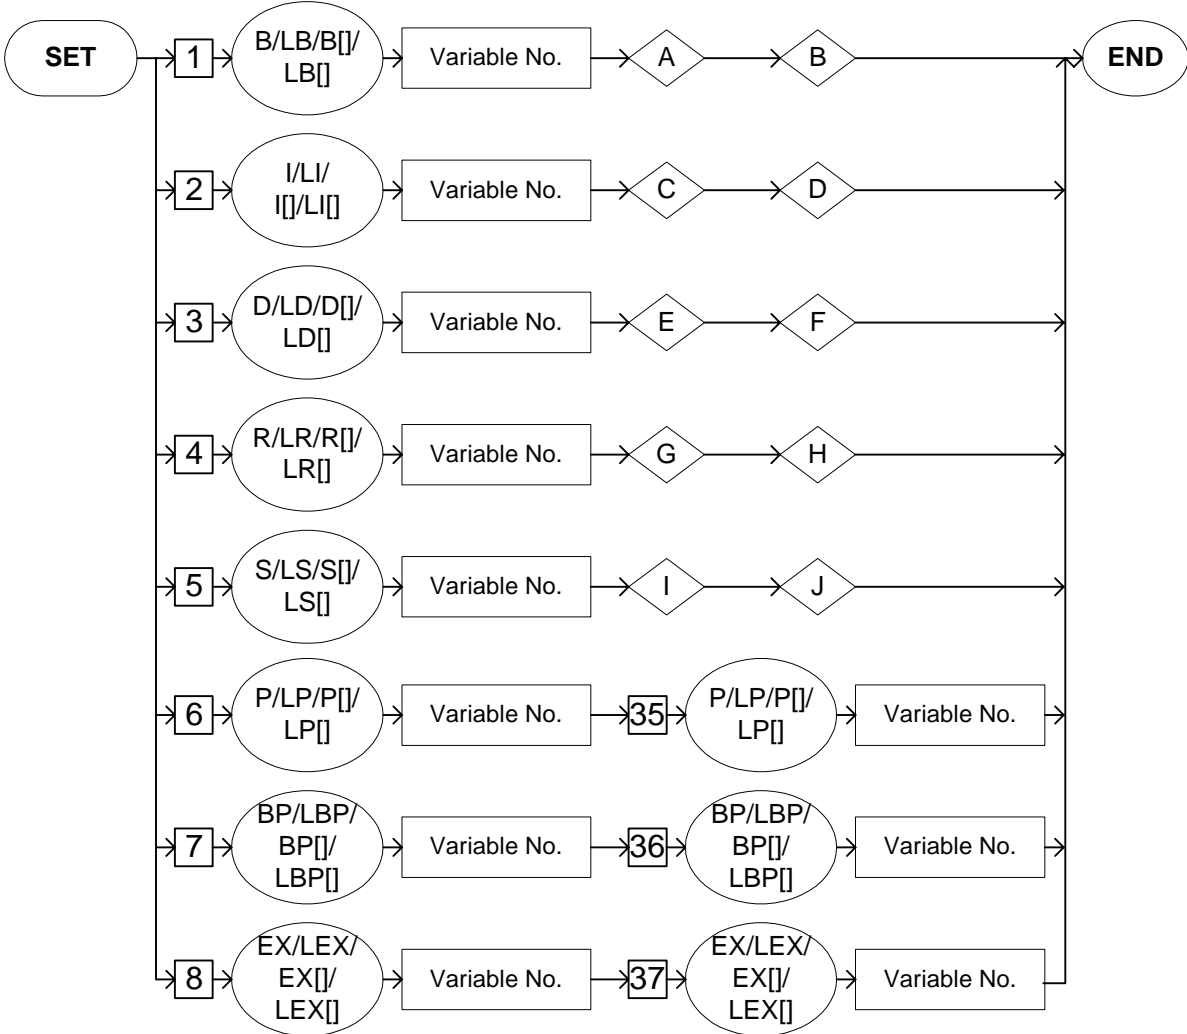 SET
1
B/LB/B[]/
LB[]
Variable No.
A
B
END
2
I/LI/
I[]/LI[]
Variable No.
C
D
3
D/LD/D[]/
LD[]
Variable No.
E
F
4
R/LR/R[]/
LR[]
Variable No.
G
H
5
S/LS/S[]/
LS[]
Variable No.
I
J
6
P/LP/P[]/
LP[]
Variable No.
35
P/LP/P[]/
LP[]
Variable No.
7
BP/LBP/
BP[]/
LBP[]
Variable No.
36
BP/LBP/
BP[]/
LBP[]
Variable No.
8
EX/LEX/
EX[]/
LEX[]
Variable No.
37
EX/LEX/
EX[]/
LEX[]
Variable No.